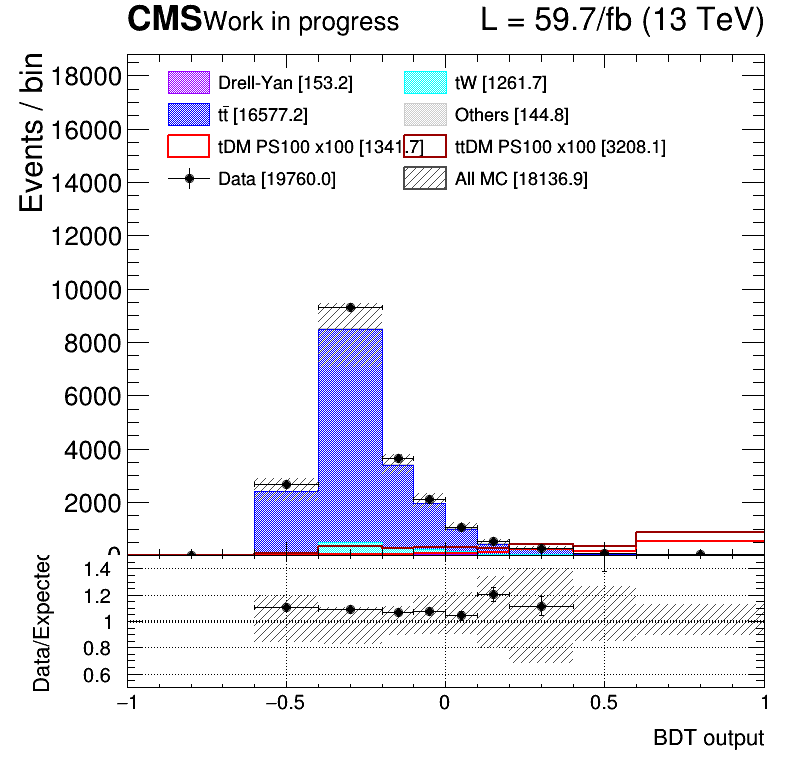 CMS Work in progress L = 59.7/fb (13 TeV)
Events / bin
18000
16000
14000
12000
10000
8000
6000
4000
2000
0
Drell-Yan [153.2] tW [1261.7]
tt̄ [16577.2] Others [144.8]
tDM PS100 x100 [1341.7] ttDM PS100 x100 [3208.1]
Data [19760.0] All MC [18136.9]
Data/Expected
1.4
1.2
1
0.8
0.6
−1 −0.5 0 0.5 1
BDT output